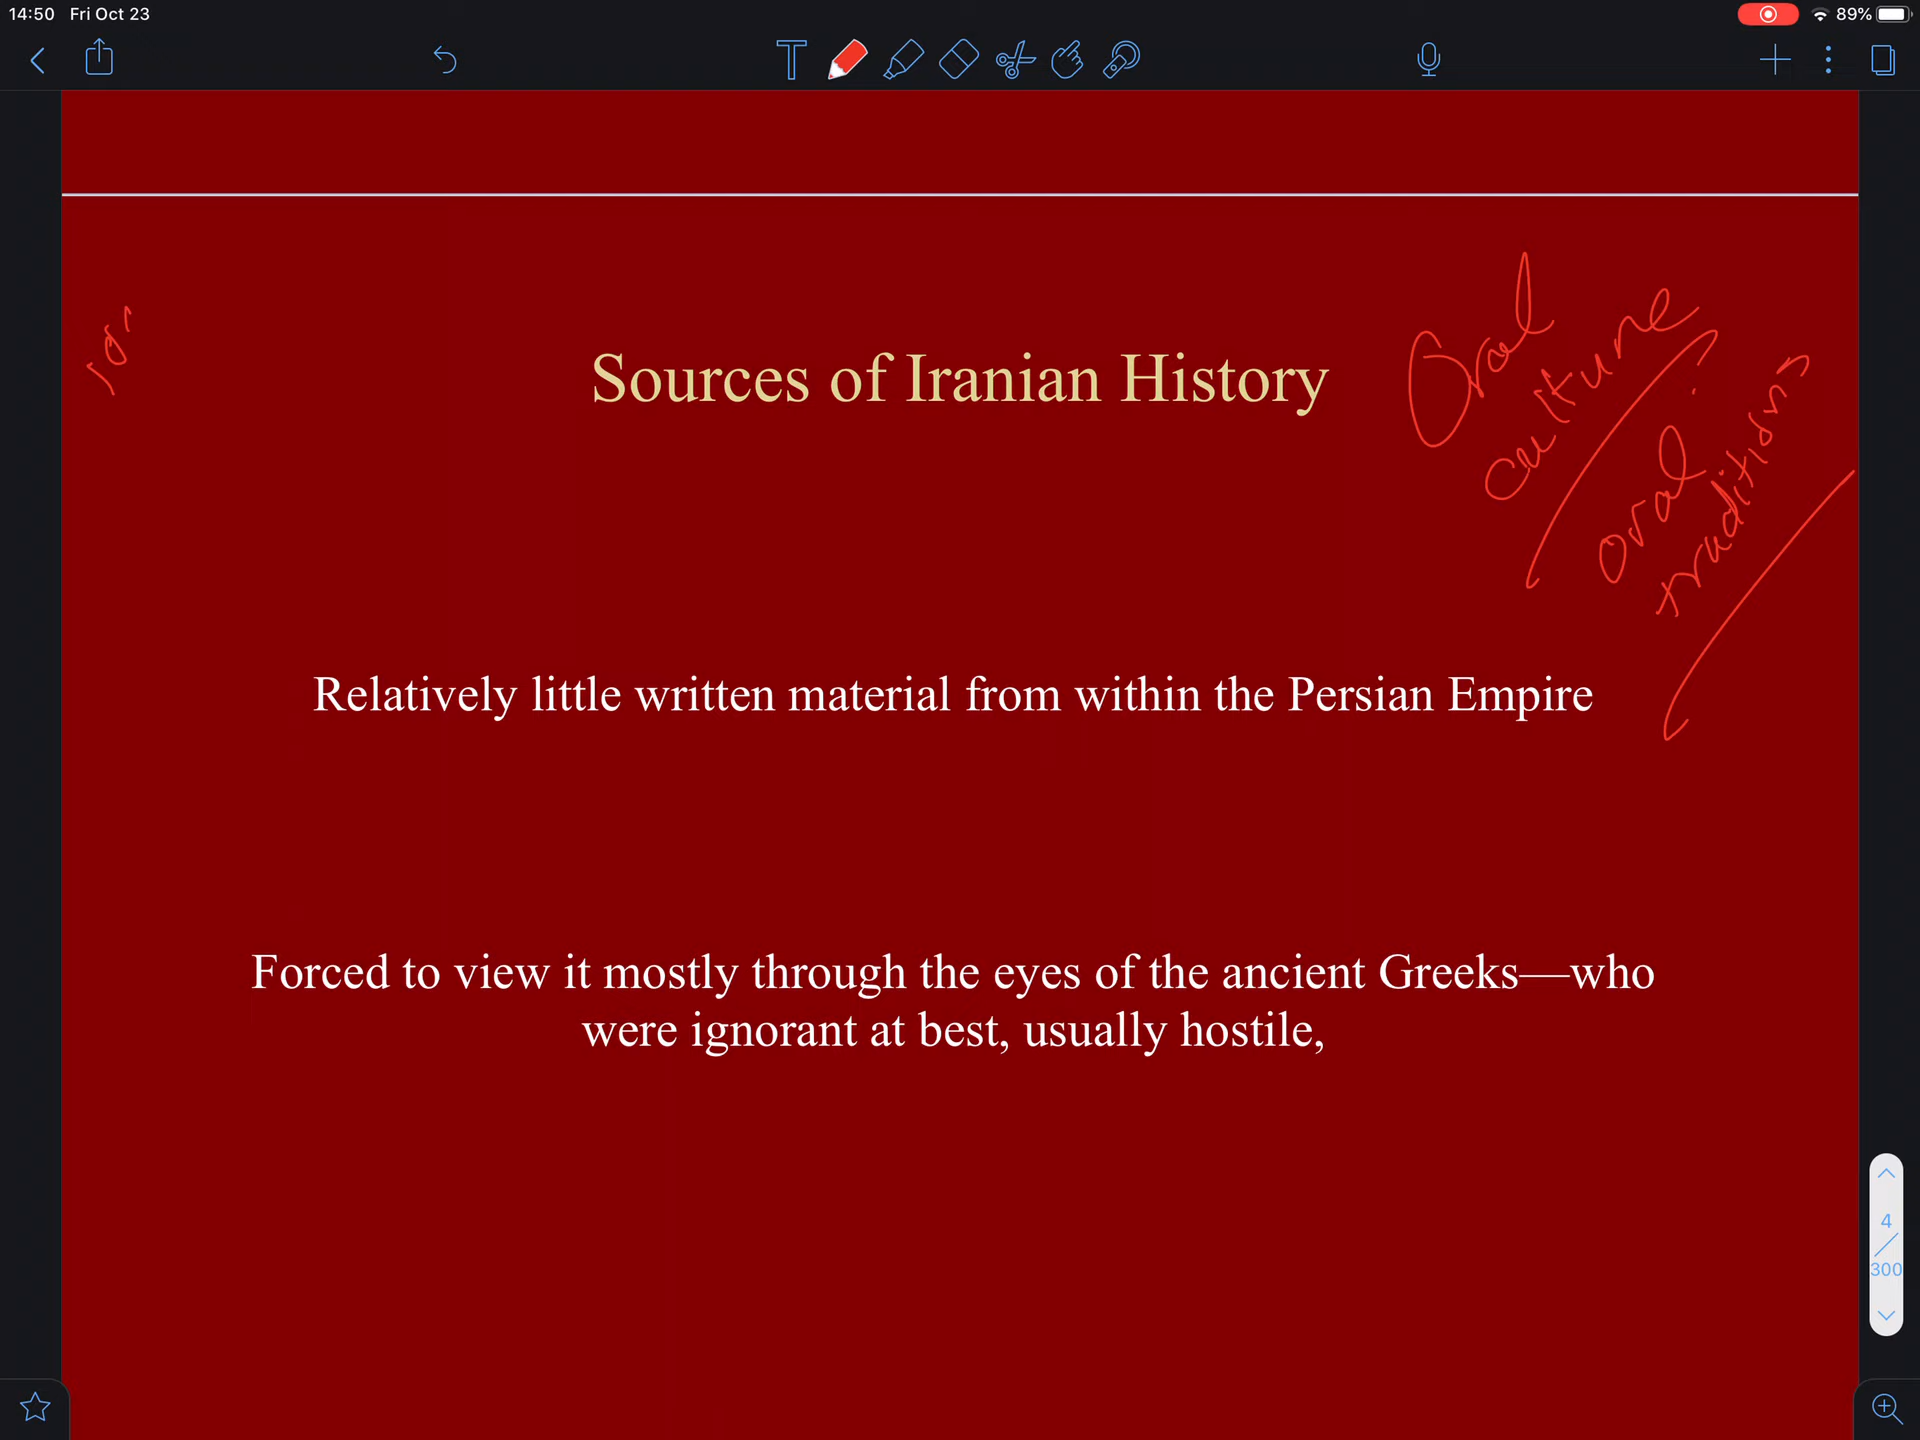 14:50 Fri Oct 23
89%
Sources of Iranian History
Oral
culture
oral
traditions
Relatively little written material from within the Persian Empire
Forced to view it mostly through the eyes of the ancient Greeks—who
were ignorant at best, usually hostile,
4
/
300